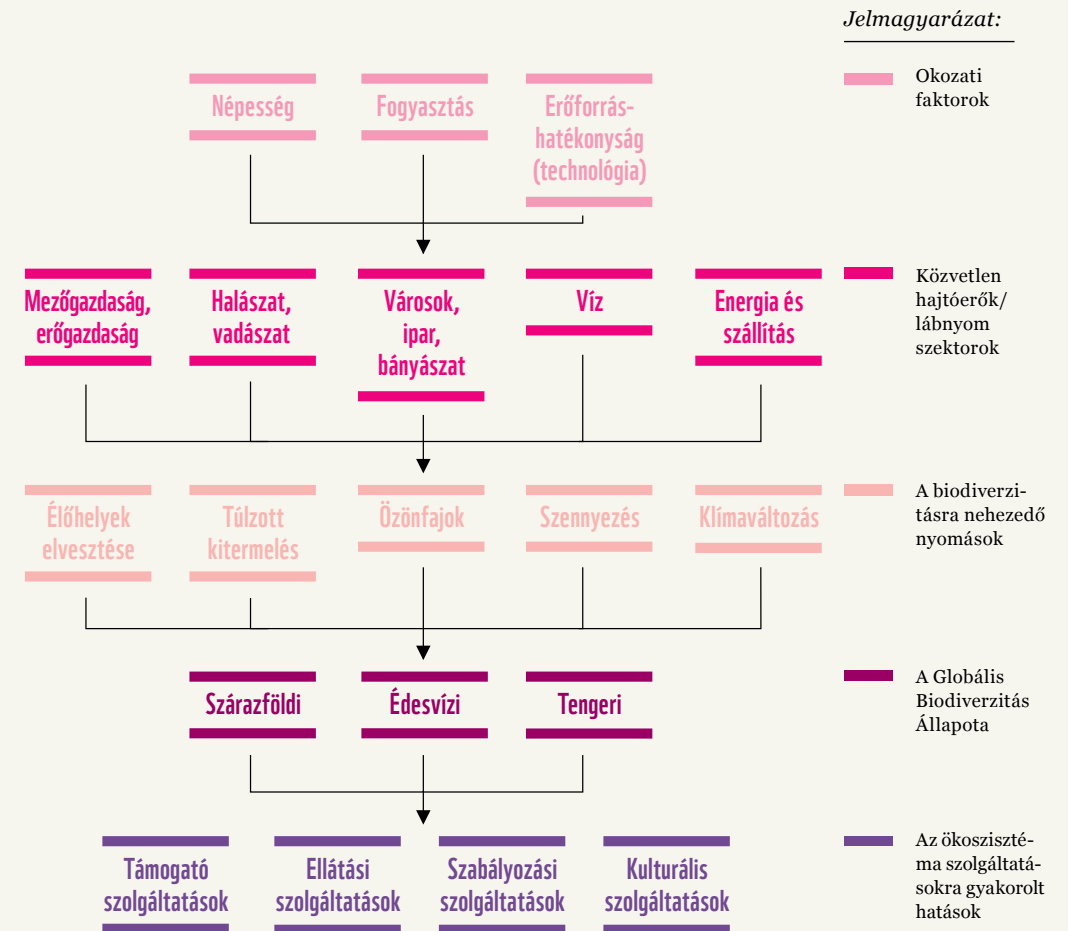 Jelmagyarázat:
Népesség
Fogyasztás
Erőforrás-
hatékonyság
(technológia)
Okozati
faktorok
Mezőgazdaság,
erőgazdaság
Halászat,
vadászat
Városok,
ipar,
bányászat
Víz
Energia és
szállítás
Közvetlen
hajtóerők/
lábnyom
szektorok
Élőhelyek
elvesztése
Túlzott
kitermelés
Özönfajok
Szennyezés
Klímaváltozás
A biodiverzi-
tásra nehezedő
nyomások
Szárazföldi
Édesvízi
Tengeri
A Globális
Biodiverzitás
Állapota
Támogató
szolgáltatások
Ellátási
szolgáltatások
Szabályozási
szolgáltatások
Kulturális
szolgáltatások
Az ökosziszté-
ma szolgáltatá-
sokra gyakorolt
hatások